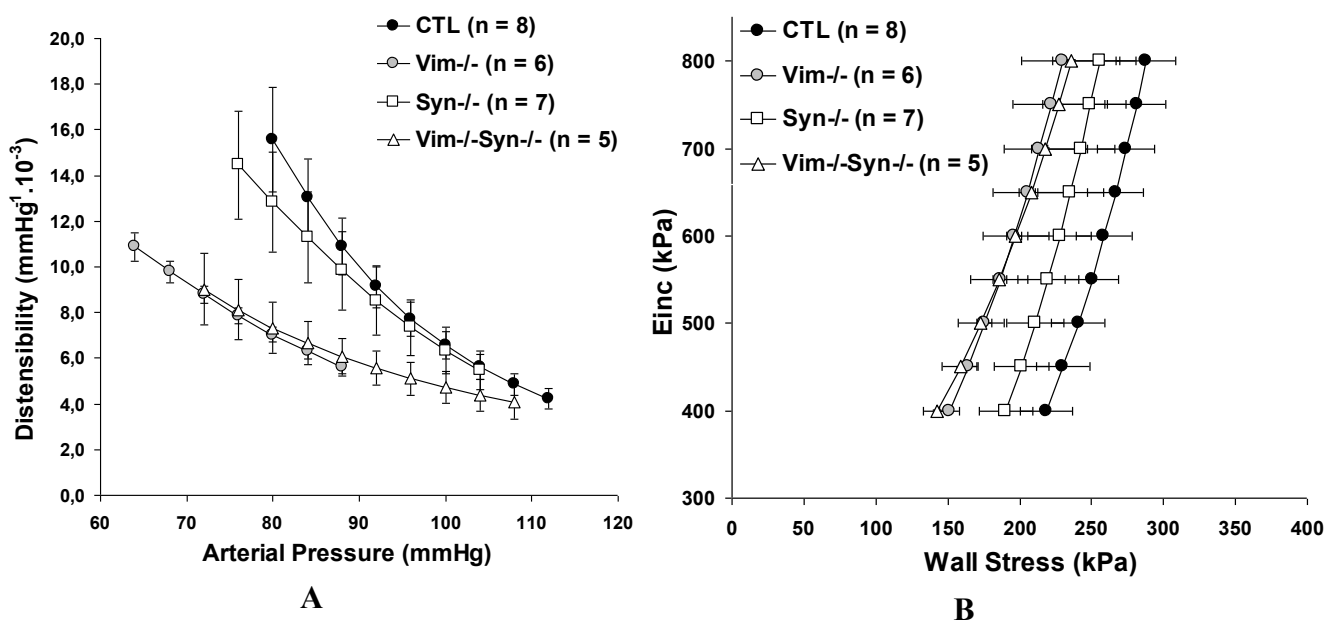 CTL (n = 8)
Vim-/- (n = 6)
Syn-/- (n = 7)
Vim-/-Syn-/- (n = 5)
20,0
18,0
16,0
14,0
12,0
10,0
8,0
6,0
4,0
2,0
0,0
Distensibility (mmHg⁻¹.10⁻³)
60 70 80 90 100 110 120
Arterial Pressure (mmHg)
A
CTL (n = 8)
Vim-/- (n = 6)
Syn-/- (n = 7)
Vim-/-Syn-/- (n = 5)
800
700
600
500
400
300
Einc (kPa)
0 50 100 150 200 250 300 350 400
Wall Stress (kPa)
B